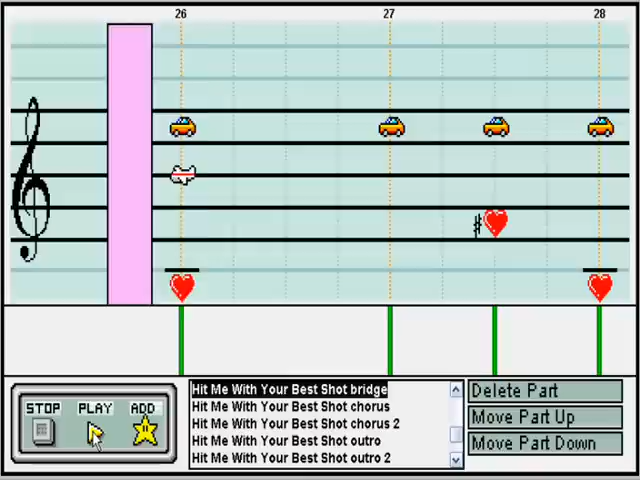 26 27 28
STOP PLAY ADD
Hit Me With Your Best Shot bridge
Hit Me With Your Best Shot chorus
Hit Me With Your Best Shot chorus 2
Hit Me With Your Best Shot outro
Hit Me With Your Best Shot outro 2
Delete Part
Move Part Up
Move Part Down